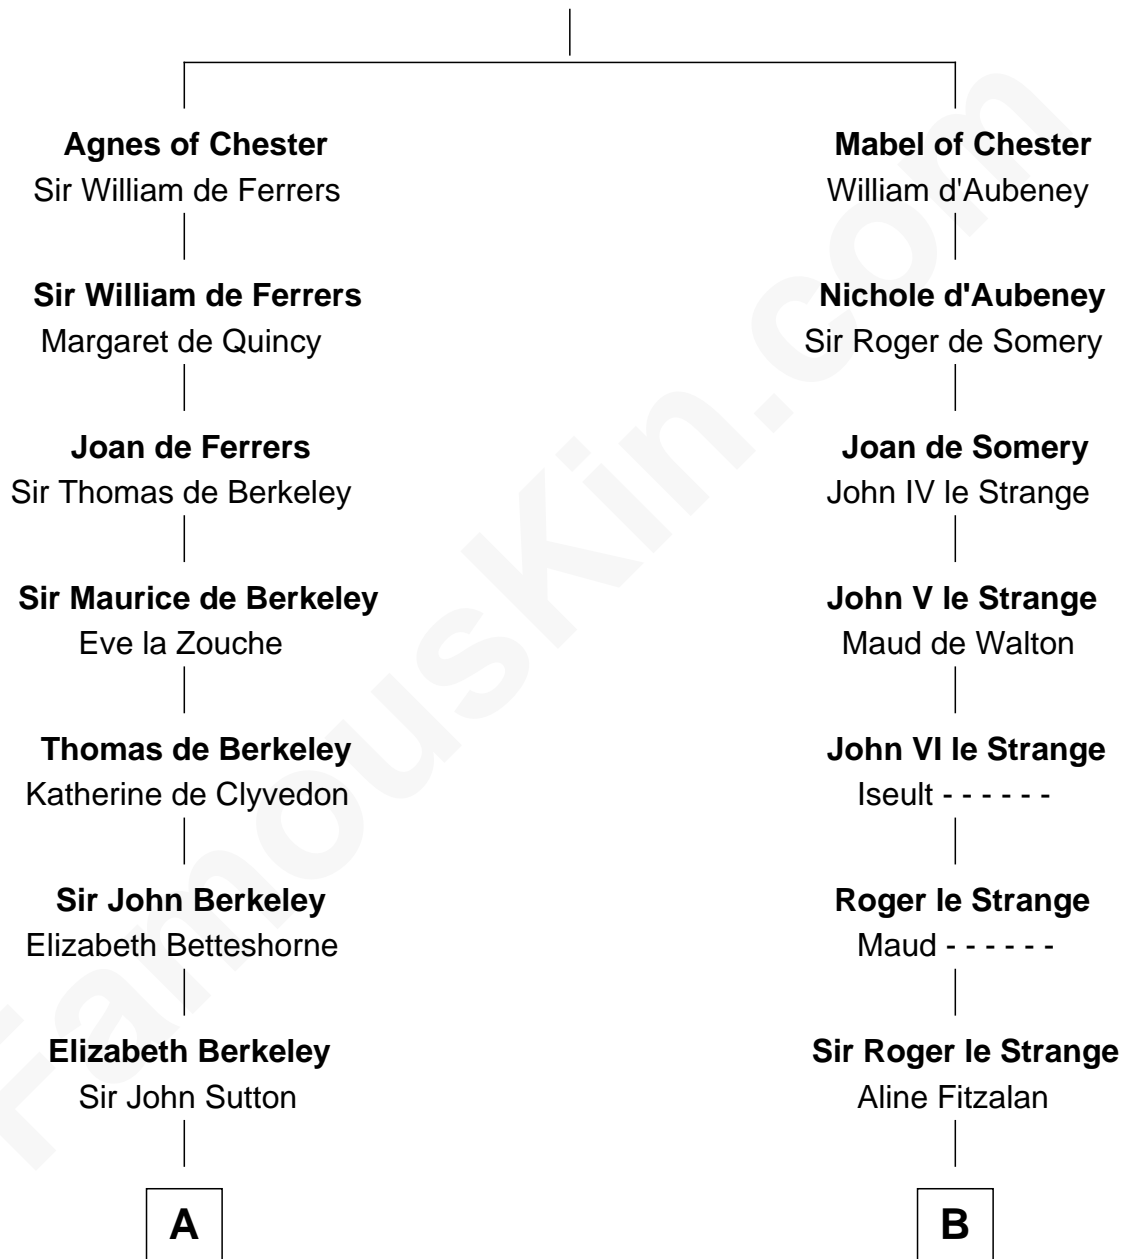 Agnes of Chester
Sir William de Ferrers
Sir William de Ferrers
Margaret de Quincy
Joan de Ferrers
Sir Thomas de Berkeley
Sir Maurice de Berkeley
Eve la Zouche
Thomas de Berkeley
Katherine de Clyvedon
Sir John Berkeley
Elizabeth Betteshorne
Elizabeth Berkeley
Sir John Sutton
A
Mabel of Chester
William d'Aubeney
Nichole d'Aubeney
Sir Roger de Somery
Joan de Somery
John IV le Strange
John V le Strange
Maud de Walton
John VI le Strange
Iseult - - - - - -
Roger le Strange
Maud - - - - - -
Sir Roger le Strange
Aline Fitzalan
B
FamousKin.com